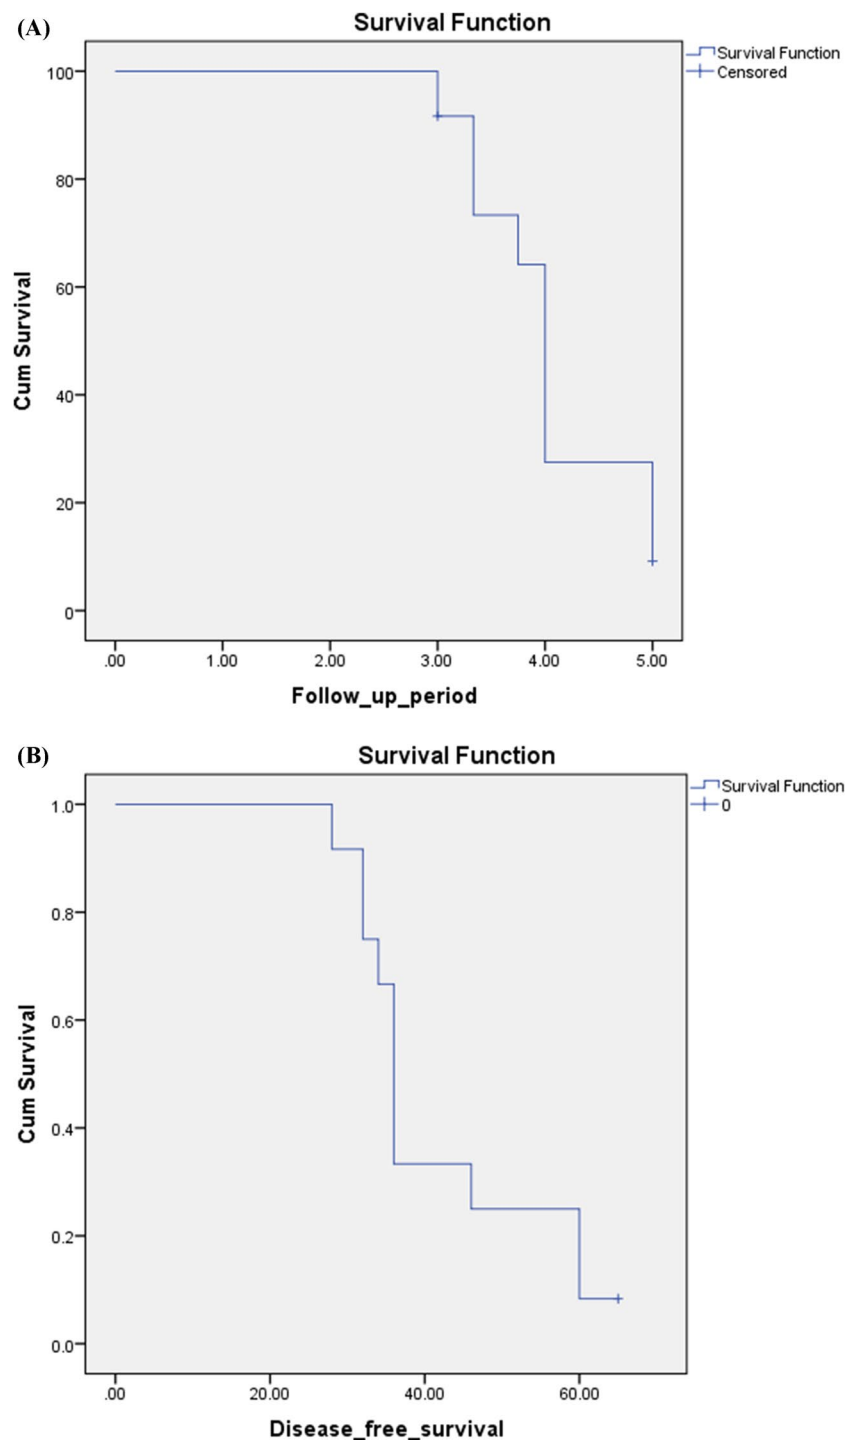 (A)
Survival Function
Survival Function
Censored
100
80
60
40
20
0
Cum Survival
.00 1.00 2.00 3.00 4.00 5.00
Follow_up_period
(B)
Survival Function
Survival Function
0
1.0
0.8
0.6
0.4
0.2
0.0
Cum Survival
.00 20.00 40.00 60.00
Disease_free_survival